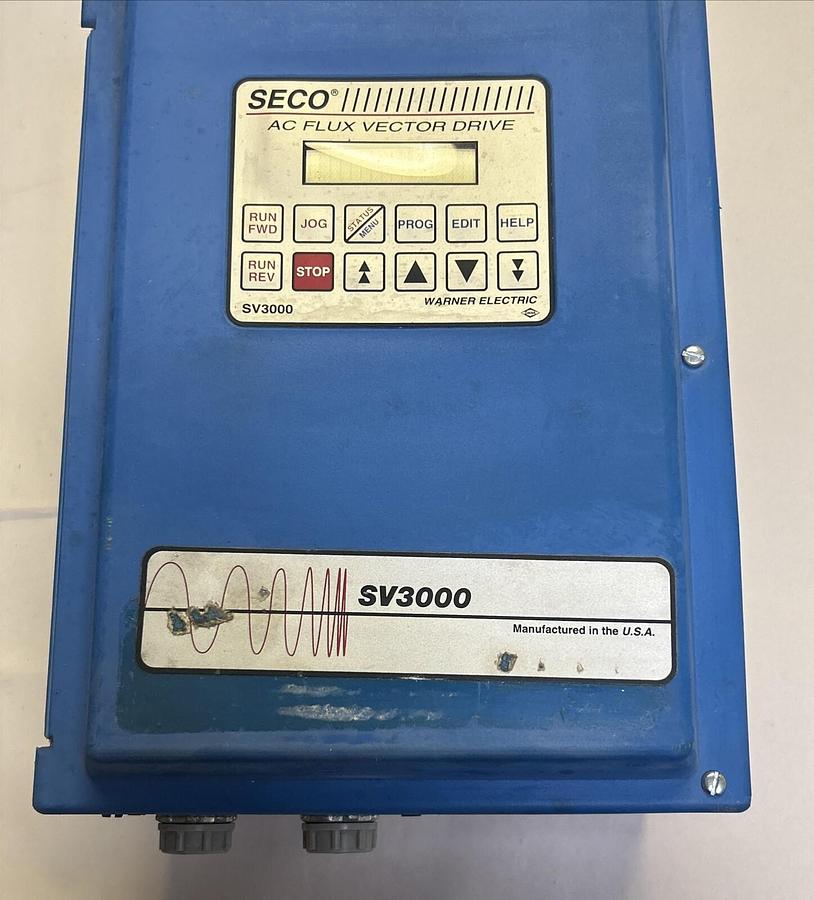 SECO®
AC FLUX VECTOR DRIVE
RUN FWD JOG STATUS MENU PROG EDIT HELP
RUN REV STOP
SV3000 WARNER ELECTRIC
SV3000
Manufactured in the U.S.A.